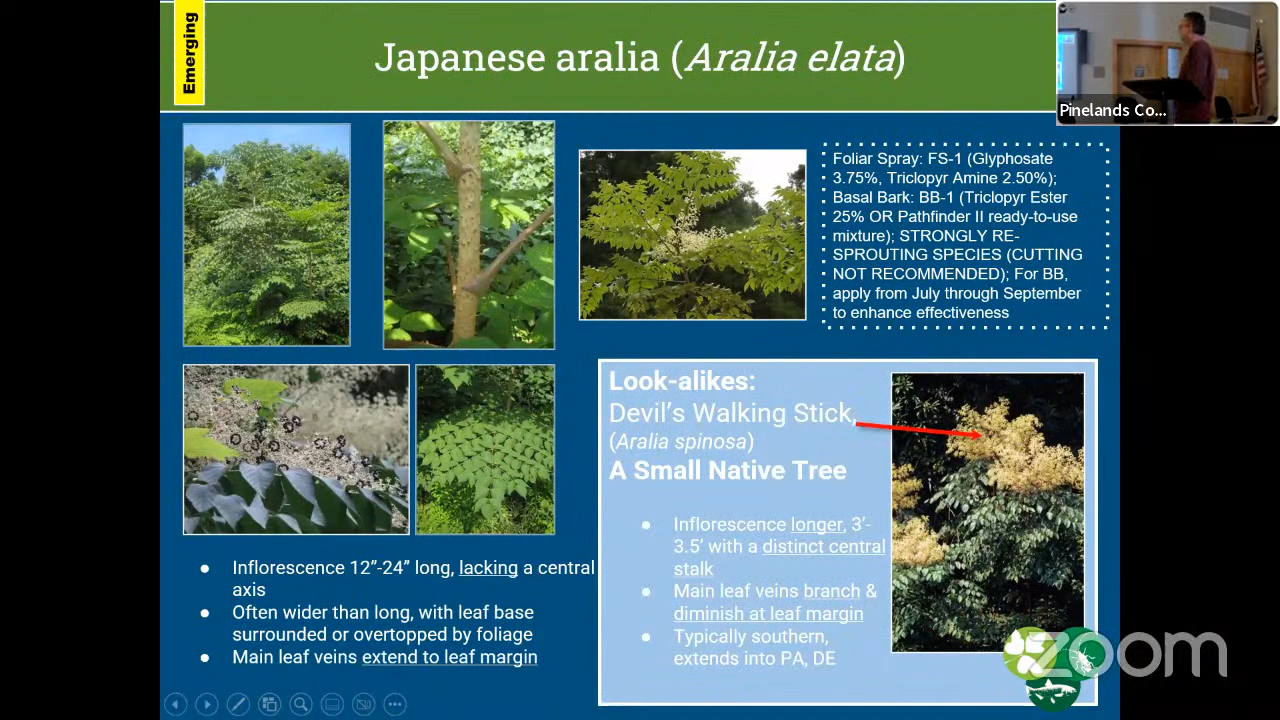 Emerging
Japanese aralia (Aralia elata)
Pinelands Co...
Foliar Spray: FS-1 (Glyphosate
3.75%, Triclopyr Amine 2.50%);
Basal Bark: BB-1 (Triclopyr Ester
25% OR Pathfinder II ready-to-use
mixture); STRONGLY RE-
SPROUTING SPECIES (CUTTING
NOT RECOMMENDED); For BB,
apply from July through September
to enhance effectiveness
Look-alikes:
Devil's Walking Stick,
(Aralia spinosa)
A Small Native Tree
● Inflorescence longer, 3'-
3.5' with a distinct central
stalk
● Main leaf veins branch &
diminish at leaf margin
● Typically southern,
extends into PA, DE
● Inflorescence 12"-24" long, lacking a central
axis
● Often wider than long, with leaf base
surrounded or overtopped by foliage
● Main leaf veins extend to leaf margin
zoom